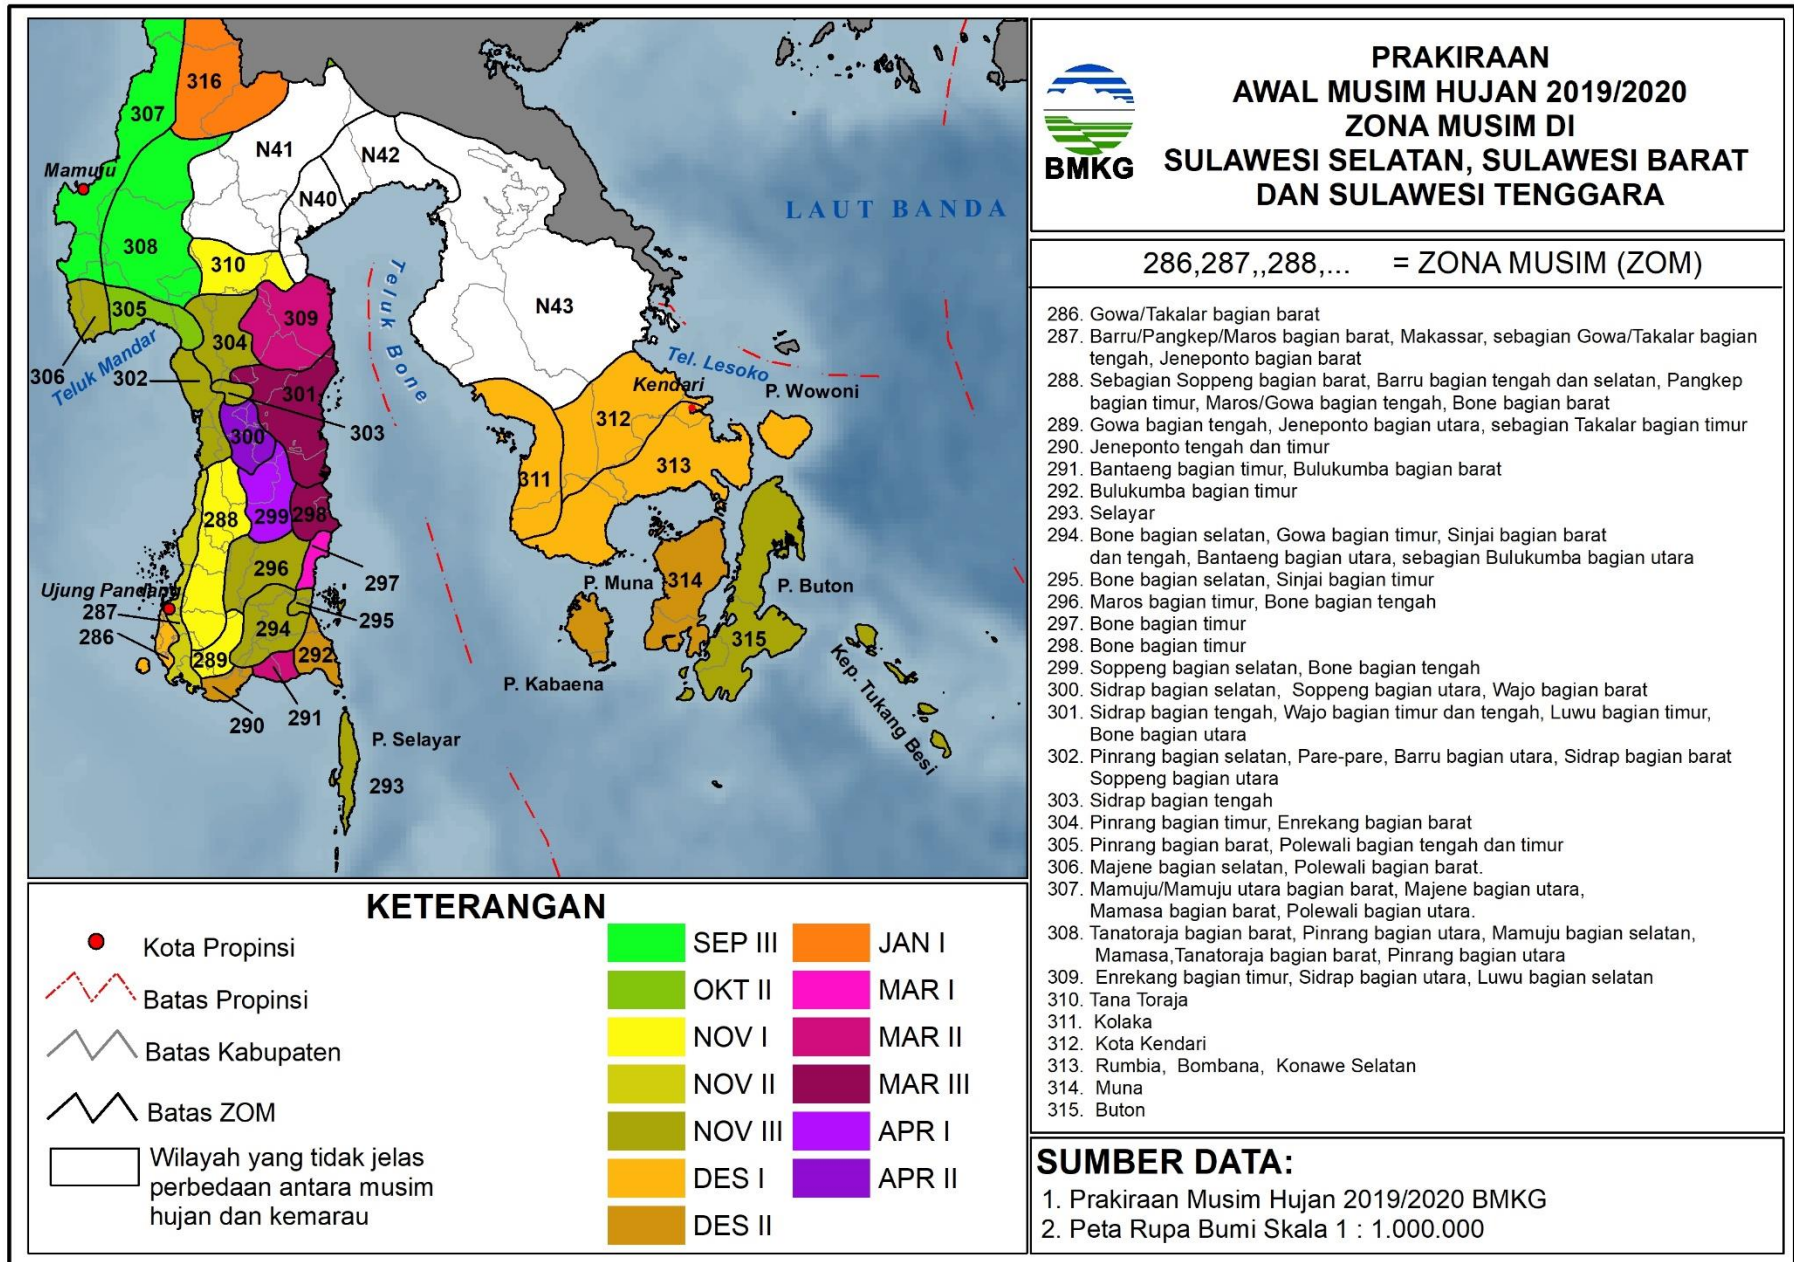 PRAKIRAAN
AWAL MUSIM HUJAN 2019/2020
ZONA MUSIM DI
SULAWESI SELATAN, SULAWESI BARAT
DAN SULAWESI TENGGARA
BMKG
286,287,,288,... = ZONA MUSIM (ZOM)
286. Gowa/Takalar bagian barat
287. Barru/Pangkep/Maros bagian barat, Makassar, sebagian Gowa/Takalar bagian
tengah, Jeneponto bagian barat
288. Sebagian Soppeng bagian barat, Barru bagian tengah dan selatan, Pangkep
bagian timur, Maros/Gowa bagian tengah, Bone bagian barat
289. Gowa bagian tengah, Jeneponto bagian utara, sebagian Takalar bagian timur
290. Jeneponto tengah dan timur
291. Bantaeng bagian timur, Bulukumba bagian barat
292. Bulukumba bagian timur
293. Selayar
294. Bone bagian selatan, Gowa bagian timur, Sinjai bagian barat
dan tengah, Bantaeng bagian utara, sebagian Bulukumba bagian utara
295. Bone bagian selatan, Sinjai bagian timur
296. Maros bagian timur, Bone bagian tengah
297. Bone bagian timur
298. Bone bagian timur
299. Soppeng bagian selatan, Bone bagian tengah
300. Sidrap bagian selatan, Soppeng bagian utara, Wajo bagian barat
301. Sidrap bagian tengah, Wajo bagian timur dan tengah, Luwu bagian timur,
Bone bagian utara
302. Pinrang bagian selatan, Pare-pare, Barru bagian utara, Sidrap bagian barat
Soppeng bagian utara
303. Sidrap bagian tengah
304. Pinrang bagian timur, Enrekang bagian barat
305. Pinrang bagian barat, Polewali bagian tengah dan timur
306. Majene bagian selatan, Polewali bagian barat.
307. Mamuju/Mamuju utara bagian barat, Majene bagian utara,
Mamasa bagian barat, Polewali bagian utara.
308. Tanatoraja bagian barat, Pinrang bagian utara, Mamuju bagian selatan,
Mamasa,Tanatoraja bagian barat, Pinrang bagian utara
309. Enrekang bagian timur, Sidrap bagian utara, Luwu bagian selatan
310. Tana Toraja
311. Kolaka
312. Kota Kendari
313. Rumbia, Bombana, Konawe Selatan
314. Muna
315. Buton
SUMBER DATA:
1. Prakiraan Musim Hujan 2019/2020 BMKG
2. Peta Rupa Bumi Skala 1 : 1.000.000
316
307
N41
N42
Mamuju
N40
LAUT BANDA
308
310
Teluk Bone
305
309
N43
304
306
302
Teluk Mandar
Tel. Lesoko
301
Kendari
P. Wowoni
312
300
303
313
311
288
299
298
296
297
P. Muna
314
P. Buton
Ujung Pandang
287
295
294
286
315
289
292
Kep. Tukang Besi
P. Kabaena
290
291
P. Selayar
293
KETERANGAN
Kota Propinsi
Batas Propinsi
Batas Kabupaten
Batas ZOM
Wilayah yang tidak jelas
perbedaan antara musim
hujan dan kemarau
SEP III
OKT II
NOV I
NOV II
NOV III
DES I
DES II
JAN I
MAR I
MAR II
MAR III
APR I
APR II